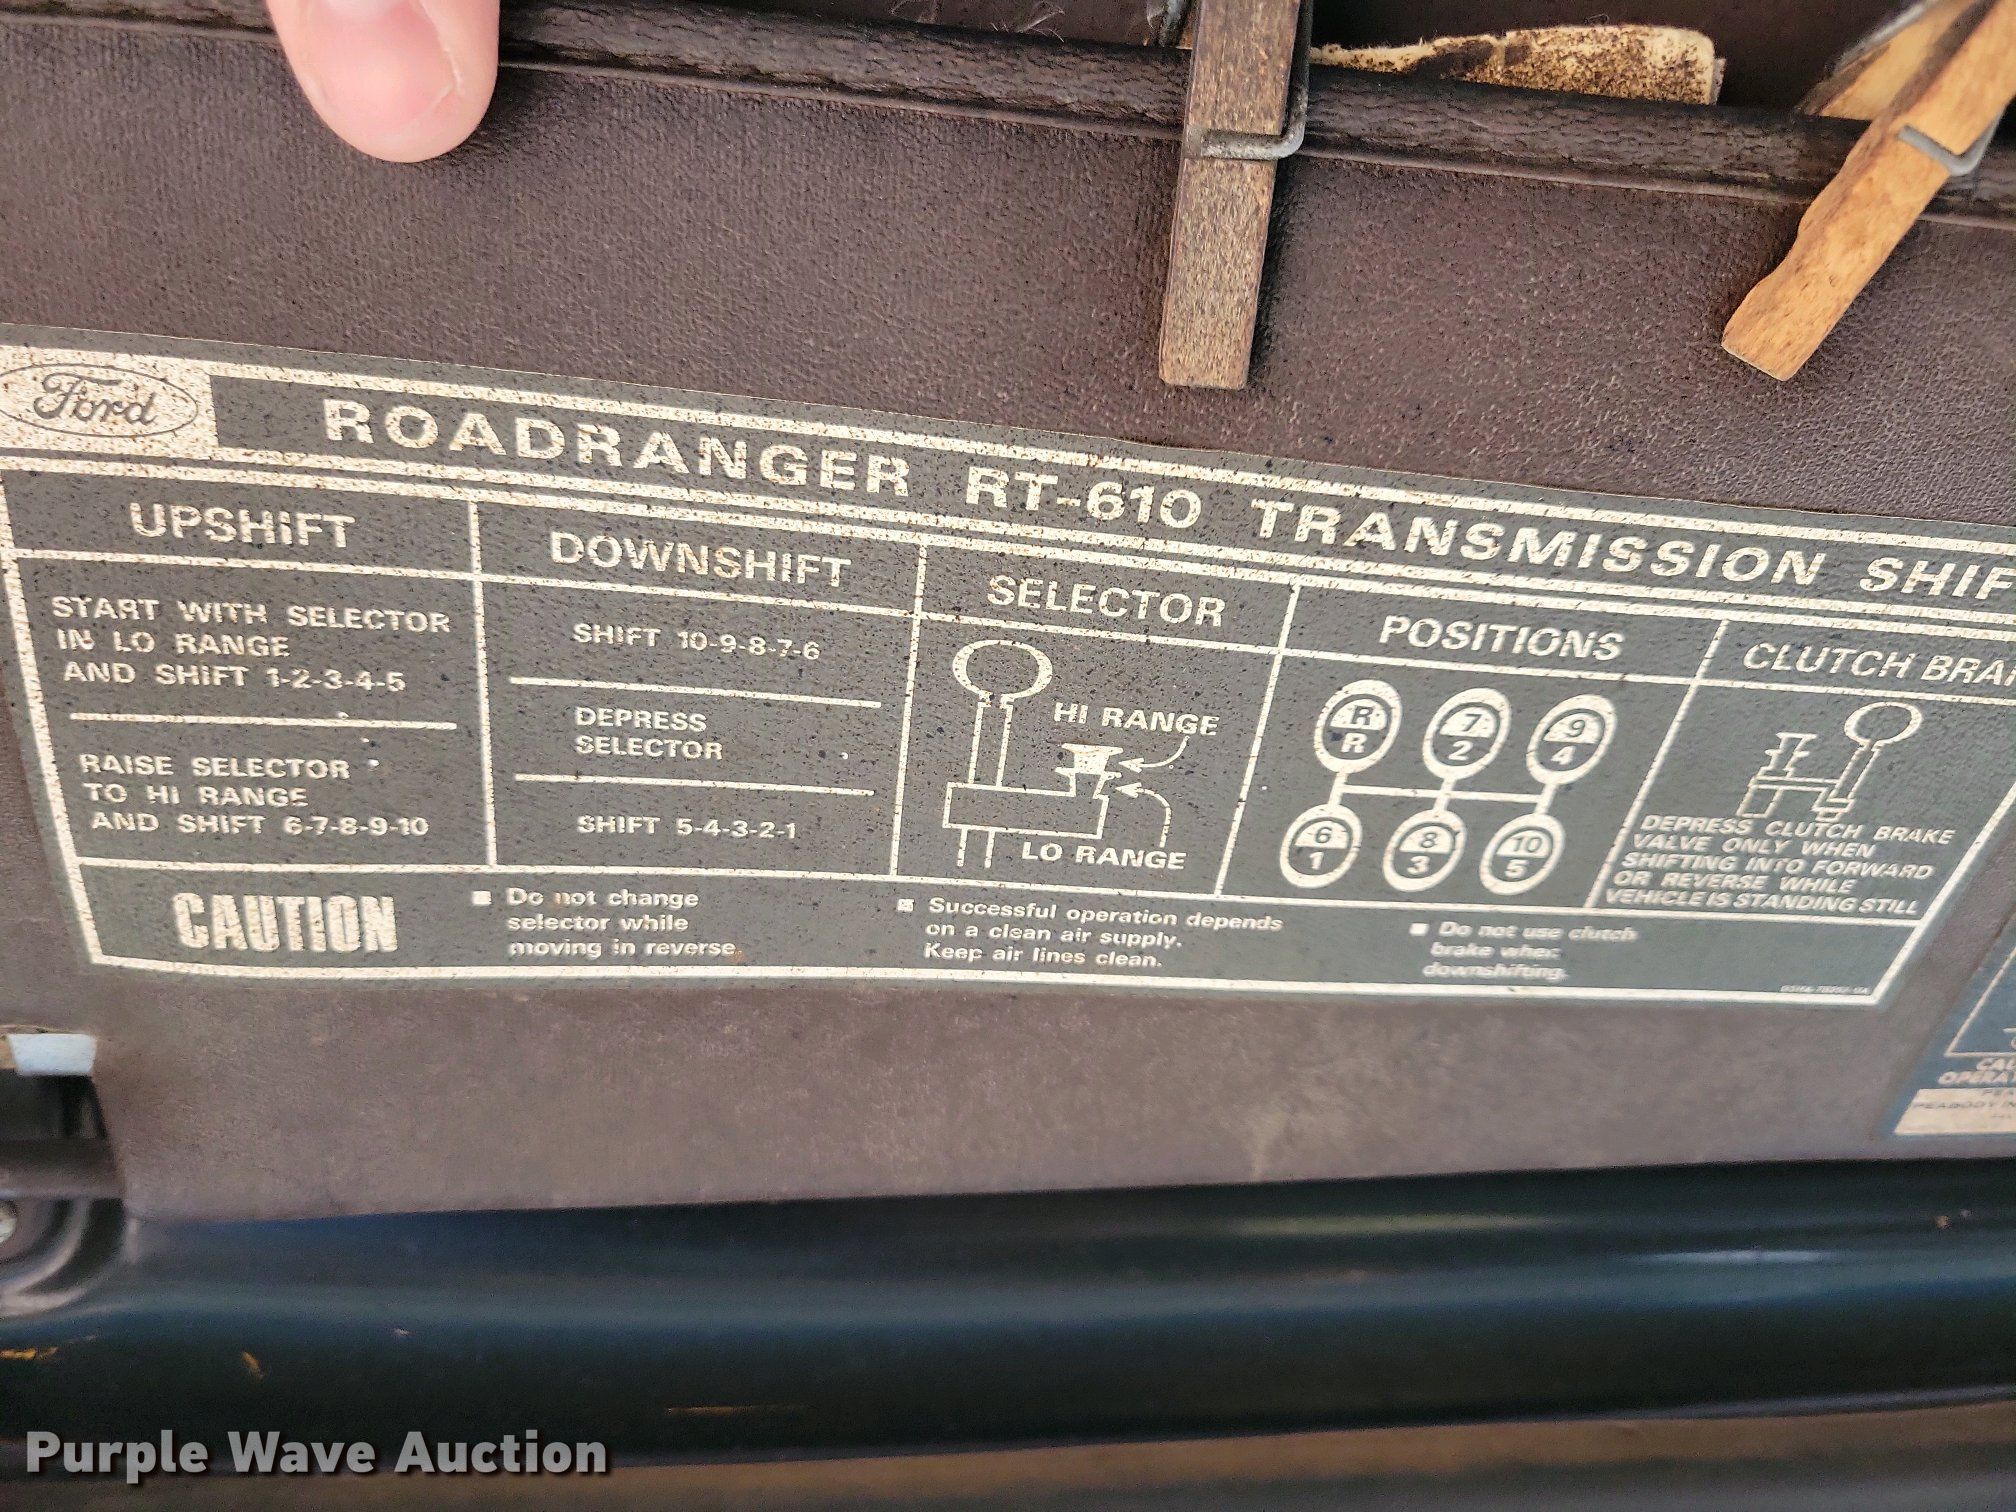 Ford
ROADRANGER RT-610 TRANSMISSION SHIF
UPSHIFT
START WITH SELECTOR
IN LO RANGE
AND SHIFT 1-2-3-4-5
RAISE SELECTOR
TO HI RANGE
AND SHIFT 6-7-8-9-10
DOWNSHIFT
SHIFT 10-9-8-7-6
DEPRESS
SELECTOR
SHIFT 5-4-3-2-1
SELECTOR
HI RANGE
LO RANGE
POSITIONS
R 7 9
R 2 4
6 8 10
1 3 5
CLUTCH BRA
DEPRESS CLUTCH BRAKE
VALVE ONLY WHEN
SHIFTING INTO FORWARD
OR REVERSE WHILE
VEHICLE IS STANDING STILL
CAUTION
■ Do not change
selector while
moving in reverse.
■ Successful operation depends
on a clean air supply.
Keep air lines clean.
■ Do not use clutch
brake when
downshifting.
OPERA
PEABODY
Purple Wave Auction